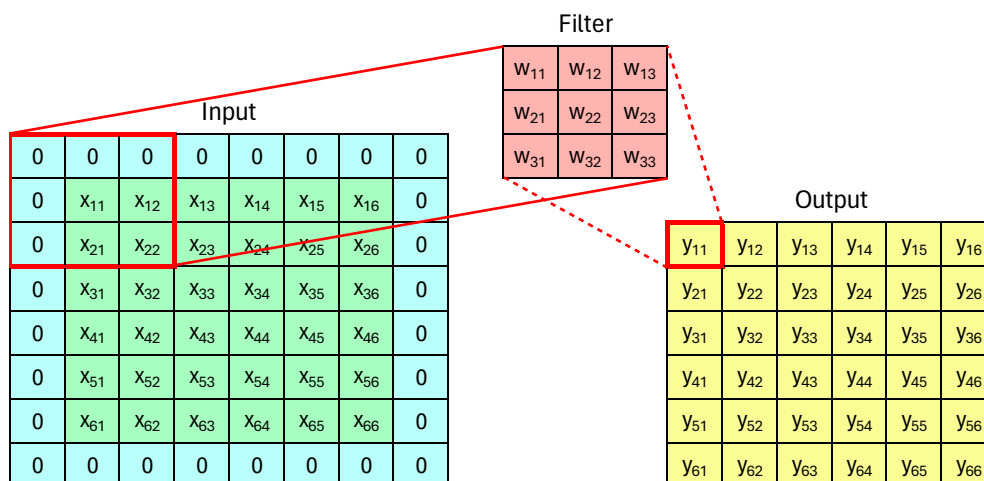 Filter
w₁₁ w₁₂ w₁₃
w₂₁ w₂₂ w₂₃
w₃₁ w₃₂ w₃₃
Input
0 0 0 0 0 0 0 0
0 x₁₁ x₁₂ x₁₃ x₁₄ x₁₅ x₁₆ 0
0 x₂₁ x₂₂ x₂₃ x₂₄ x₂₅ x₂₆ 0
0 x₃₁ x₃₂ x₃₃ x₃₄ x₃₅ x₃₆ 0
0 x₄₁ x₄₂ x₄₃ x₄₄ x₄₅ x₄₆ 0
0 x₅₁ x₅₂ x₅₃ x₅₄ x₅₅ x₅₆ 0
0 x₆₁ x₆₂ x₆₃ x₆₄ x₆₅ x₆₆ 0
0 0 0 0 0 0 0 0
Output
y₁₁ y₁₂ y₁₃ y₁₄ y₁₅ y₁₆
y₂₁ y₂₂ y₂₃ y₂₄ y₂₅ y₂₆
y₃₁ y₃₂ y₃₃ y₃₄ y₃₅ y₃₆
y₄₁ y₄₂ y₄₃ y₄₄ y₄₅ y₄₆
y₅₁ y₅₂ y₅₃ y₅₄ y₅₅ y₅₆
y₆₁ y₆₂ y₆₃ y₆₄ y₆₅ y₆₆